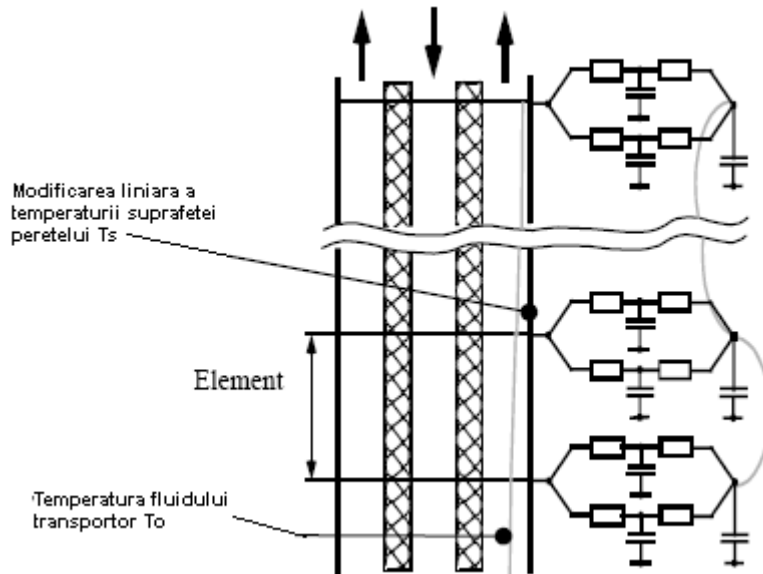 Modificarea liniara a
temperaturii suprafetei
peretelui Ts
Element
Temperatura fluidului
transportor To